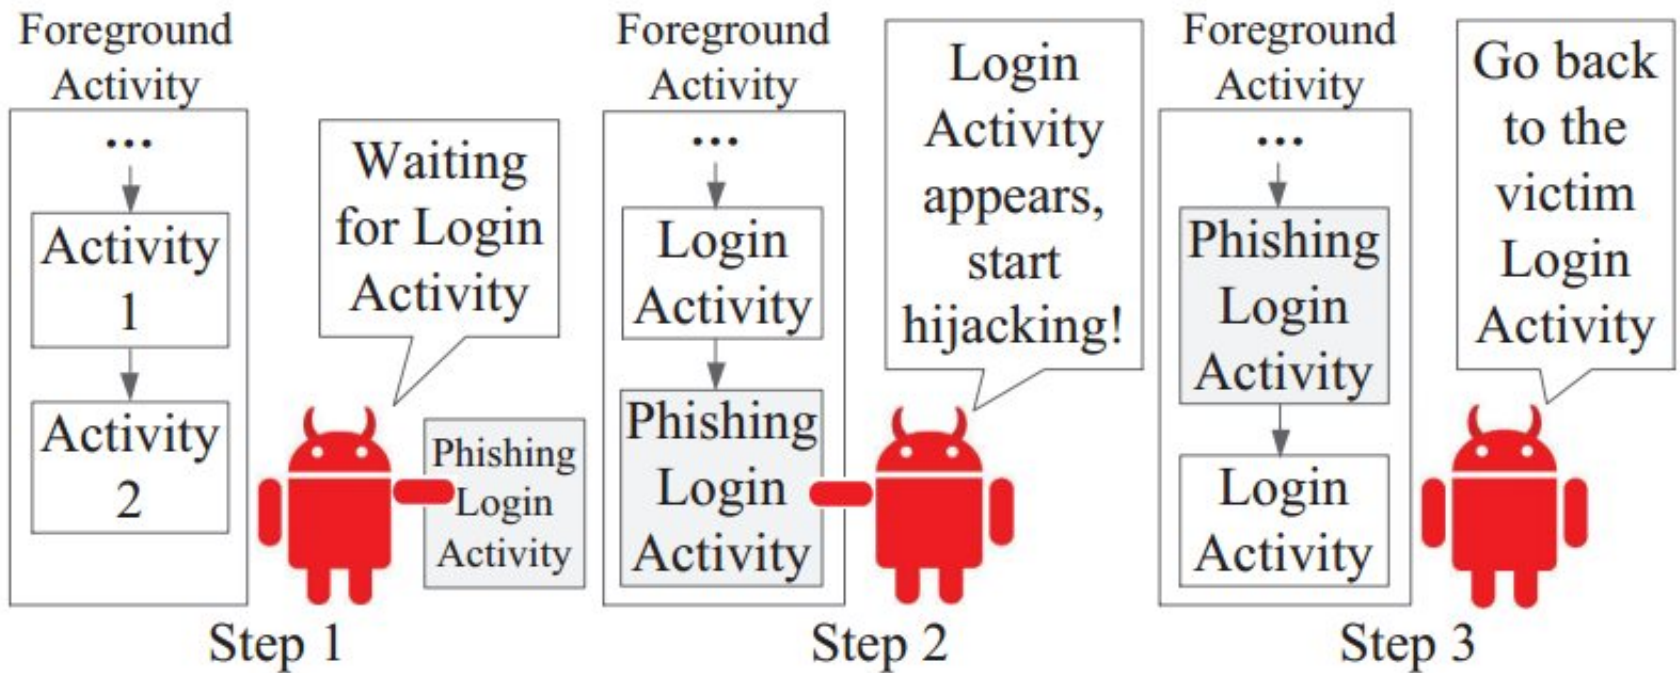 Foreground
Activity
...
Activity
1
Activity
2
Waiting
for Login
Activity
Phishing
Login
Activity
Step 1
Foreground
Activity
...
Login
Activity
Phishing
Login
Activity
Login
Activity
appears,
start
hijacking!
Step 2
Foreground
Activity
...
Phishing
Login
Activity
Login
Activity
Go back
to the
victim
Login
Activity
Step 3